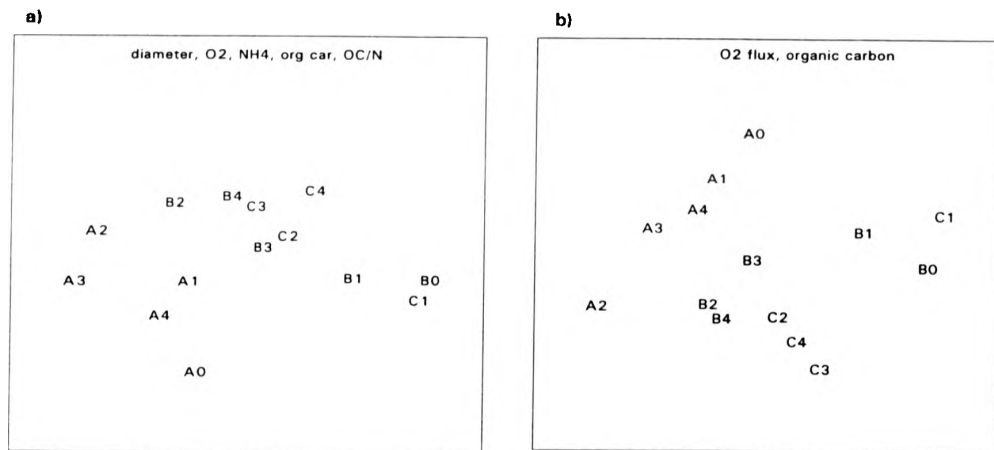 a)
diameter, O2, NH4, org car, OC/N
C4
B4
B2
C3
A2
C2
B3
A3
A1
B1
B0
C1
A4
A0
b)
O2 flux, organic carbon
A0
A1
A4
C1
A3
B1
B3
B0
A2
B2
B4
C2
C4
C3